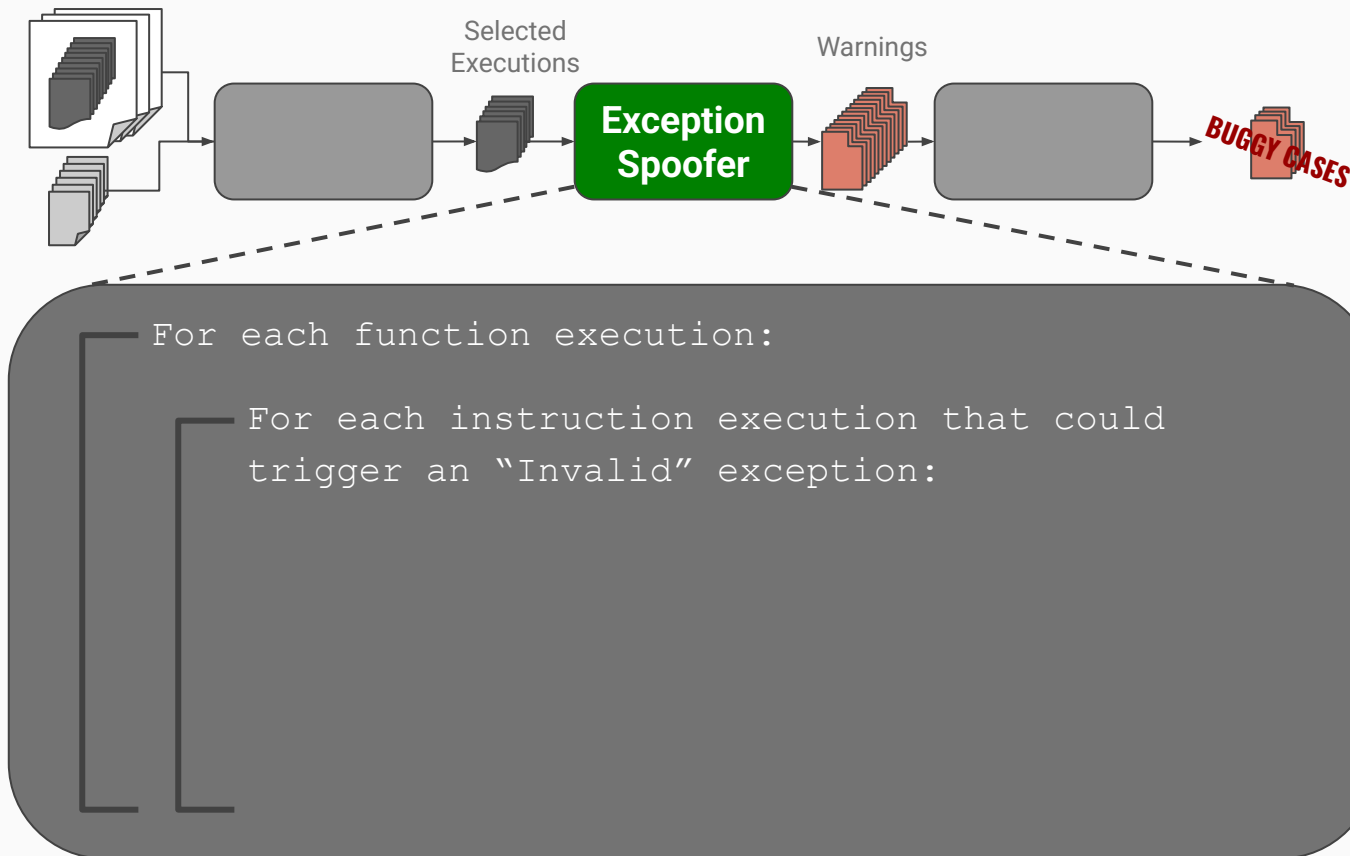 Selected
Executions
Warnings
Exception
Spoofer
BUGGY CASES
For each function execution:
For each instruction execution that could
trigger an “Invalid” exception: